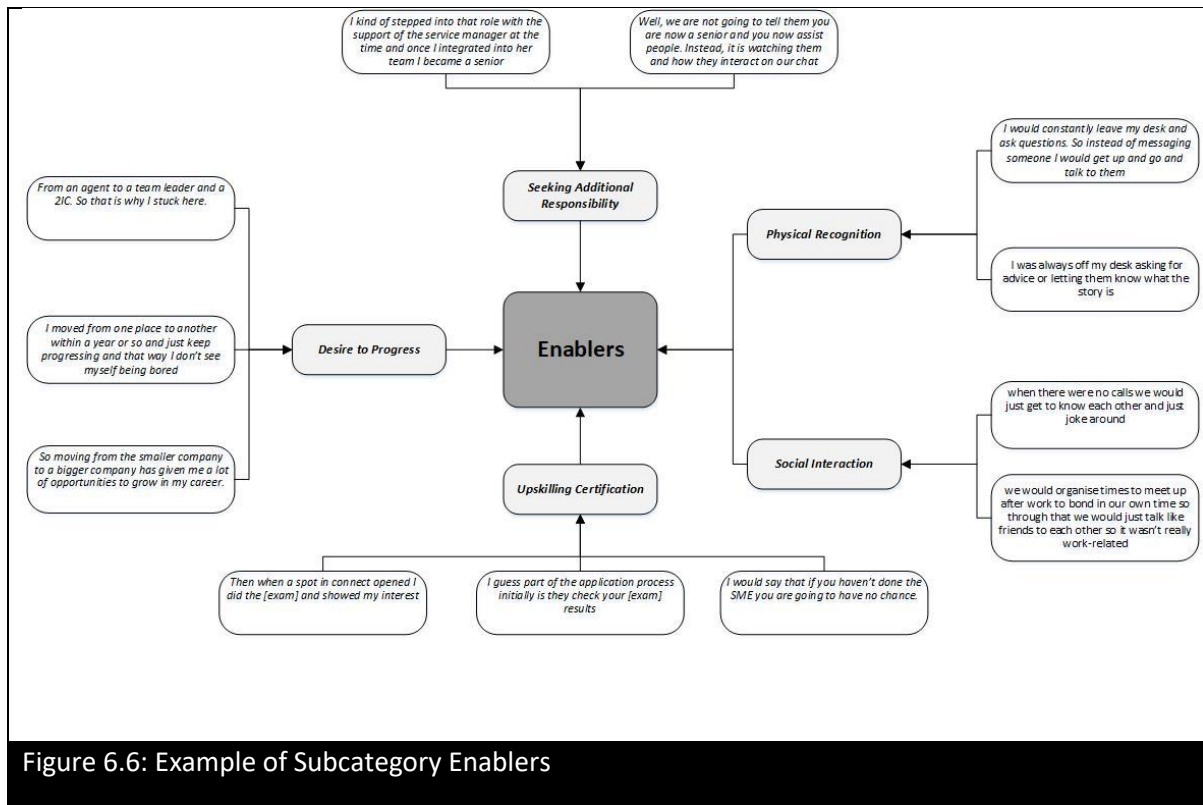 I kind of stepped into that role with the
support of the service manager at the
time and once I integrated into her
team I became a senior
Well, we are not going to tell them you
are now a senior and you now assist
people. Instead, it is watching them
and how they interact on our chat
I would constantly leave my desk and
ask questions. So instead of messaging
someone I would get up and go and
talk to them
From an agent to a team leader and a
2IC. So that is why I stuck here.
Seeking Additional
Responsibility
Physical Recognition
I was always off my desk asking for
advice or letting them know what the
story is
I moved from one place to another
within a year or so and just keep
progressing and that way I don't see
myself being bored
Desire to Progress
Enablers
when there were no calls we would
just get to know each other and just
joke around
So moving from the smaller company
to a bigger company has given me a lot
of opportunities to grow in my career.
Social Interaction
Upskilling Certification
we would organise times to meet up
after work to bond in our own time so
through that we would just talk like
friends to each other so it wasn't really
work-related
Then when a spot in connect opened I
did the [exam] and showed my interest
I guess part of the application process
initially is they check your [exam]
results
I would say that if you haven't done the
SME you are going to have no chance.
Figure 6.6: Example of Subcategory Enablers